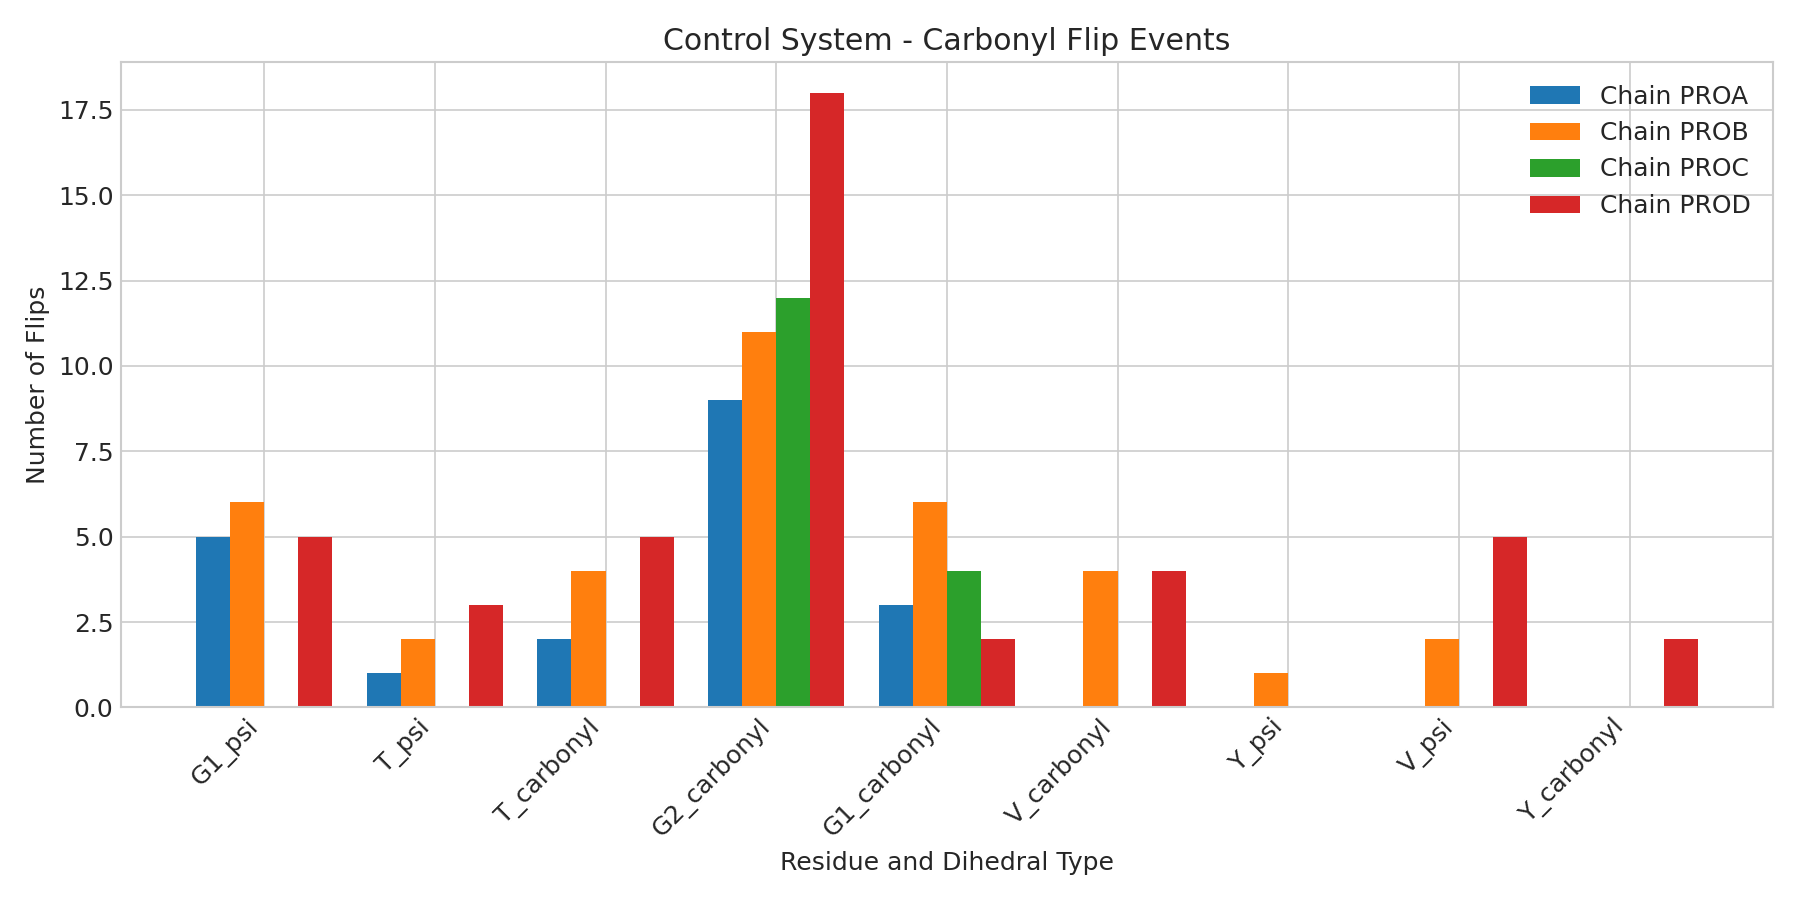 Control System - Carbonyl Flip Events
Chain PROA
Chain PROB
Chain PROC
Chain PROD
Number of Flips
17.5
15.0
12.5
10.0
7.5
5.0
2.5
0.0
G1_psi
T_psi
T_carbonyl
G2_carbonyl
G1_carbonyl
V_carbonyl
Y_psi
V_psi
Y_carbonyl
Residue and Dihedral Type